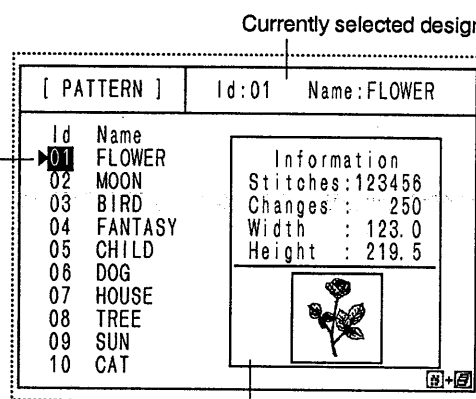 Currently selected design
[ PATTERN ] Id:01 Name:FLOWER
Id Name
01 FLOWER
02 MOON
03 BIRD
04 FANTASY
05 CHILD
06 DOG
07 HOUSE
08 TREE
09 SUN
10 CAT
Information
Stitches:123456
Changes : 250
Width : 123.0
Height : 219.5